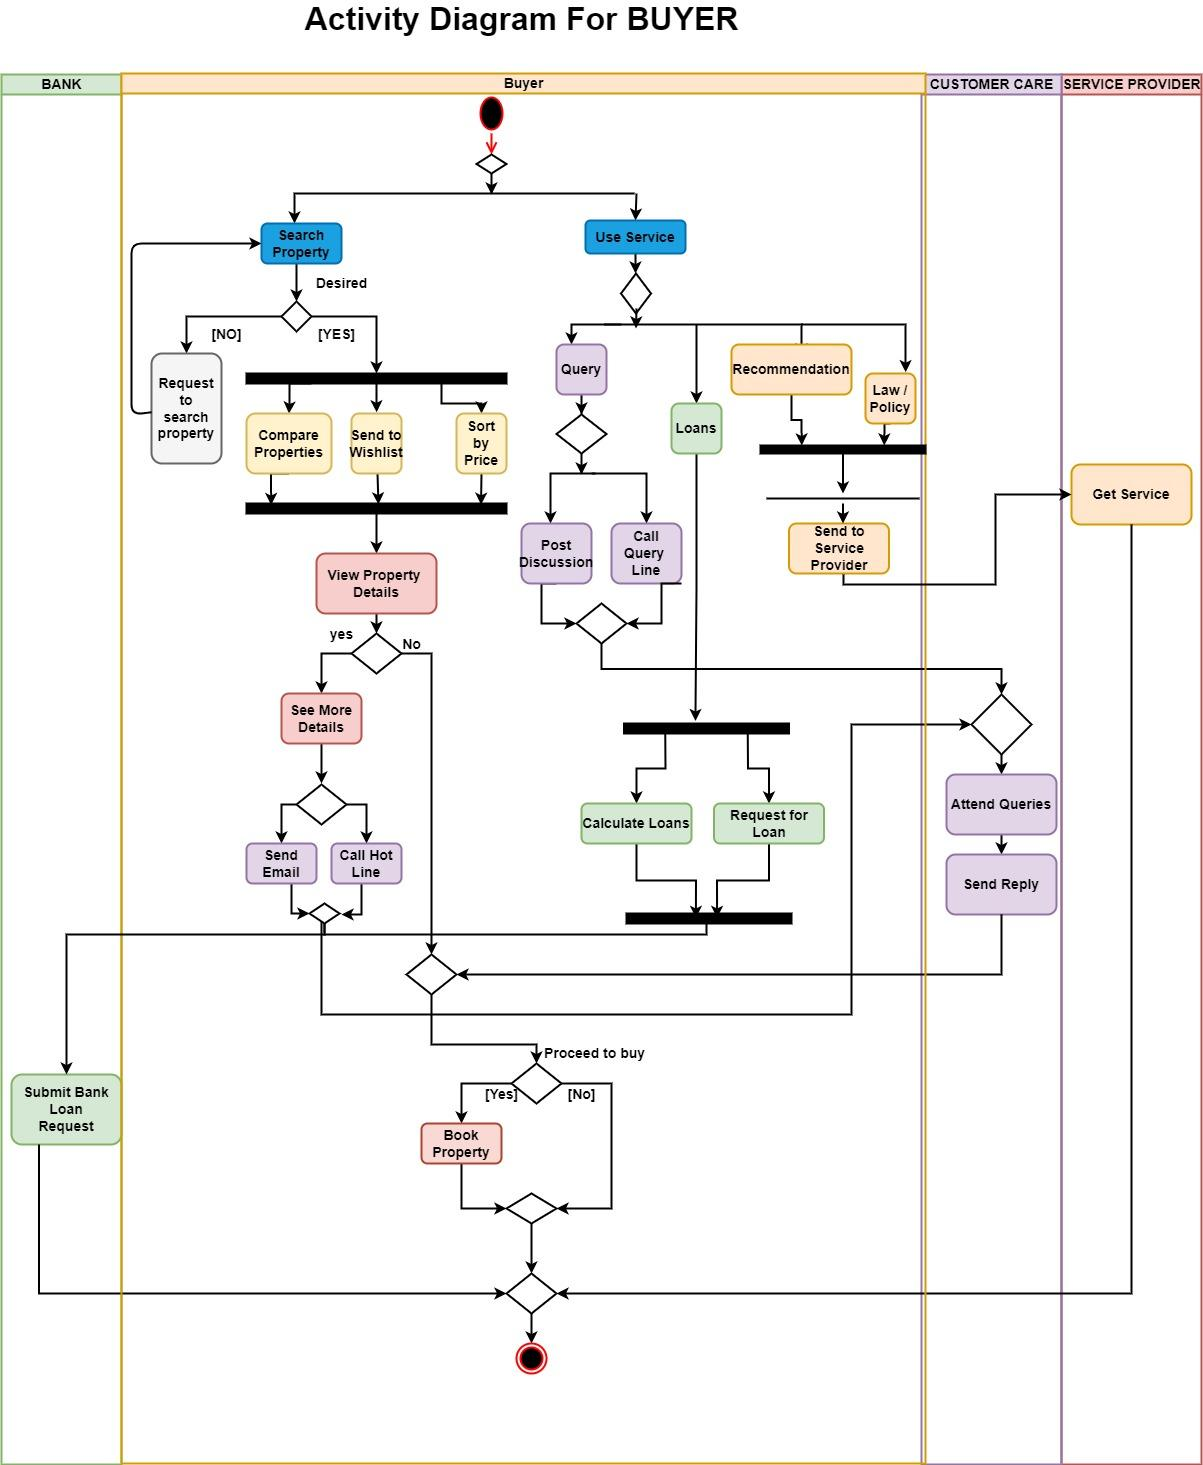 Activity Diagram For BUYER
BANK
Buyer
CUSTOMER CARE
SERVICE PROVIDER
Search
Property
Use Service
Desired
[NO]
[YES]
Request
to
search
property
Query
Recommendation
Law /
Policy
Loans
Compare
Properties
Send to
Wishlist
Sort
by
Price
Get Service
Post
Discussion
Call
Query
Line
Send to
Service
Provider
View Property
Details
yes
No
See More
Details
Attend Queries
Calculate Loans
Request for
Loan
Send
Email
Call Hot
Line
Send Reply
Proceed to buy
[Yes]
[No]
Submit Bank
Loan
Request
Book
Property